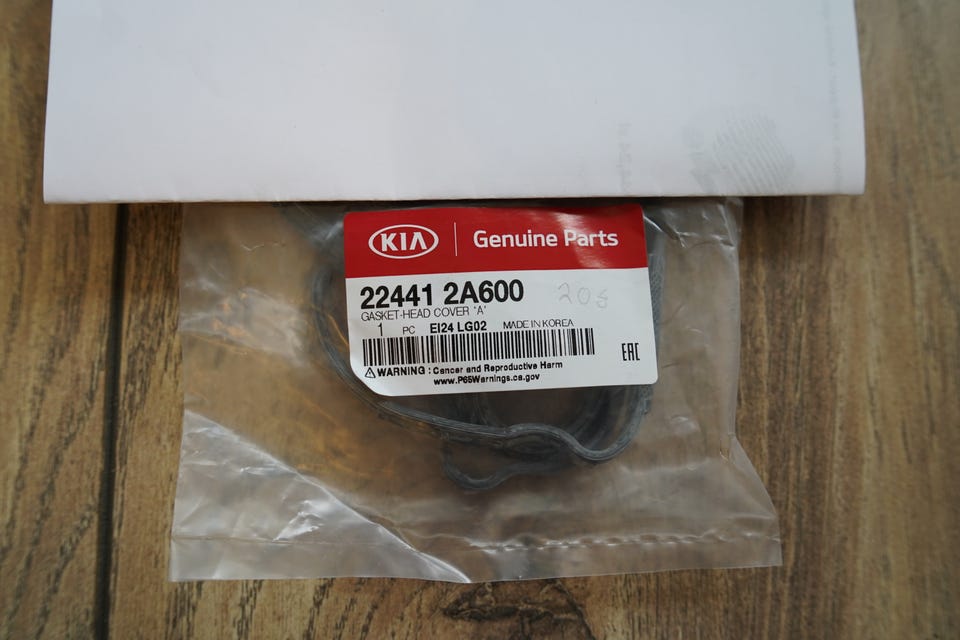 KIA Genuine Parts
22441 2A600
GASKET-HEAD COVER 'A'
1 PC EI24 LG02 MADE IN KOREA
EAC
WARNING : Cancer and Reproductive Harm
www.P65Warnings.ca.gov